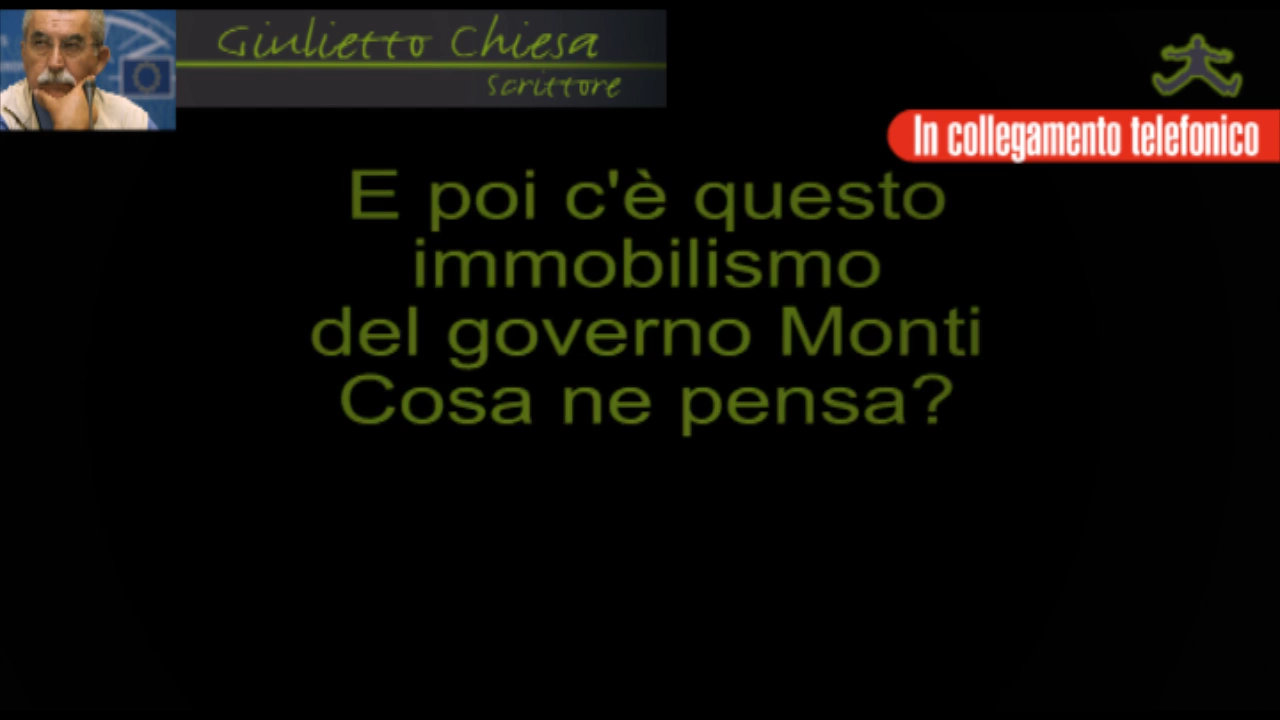 Giulietto Chiesa
scrittore
In collegamento telefonico
E poi c'è questo
immobilismo
del governo Monti
Cosa ne pensa?